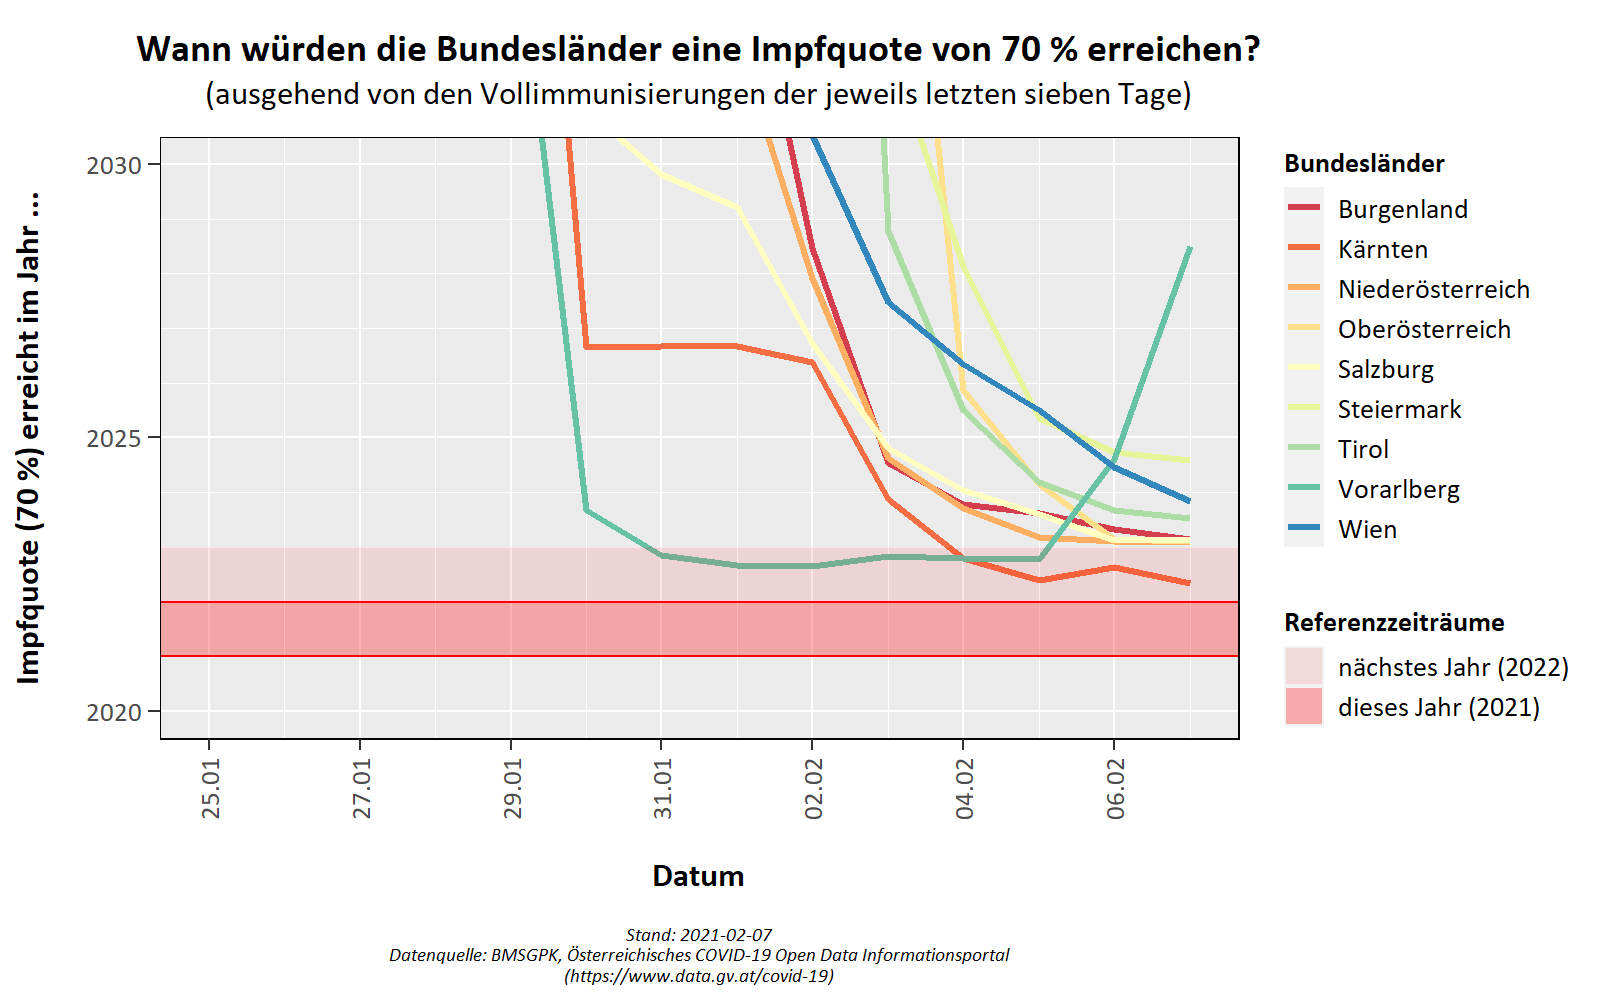 Wann würden die Bundesländer eine Impfquote von 70 % erreichen?
(ausgehend von den Vollimmunisierungen der jeweils letzten sieben Tage)
Impfquote (70 %) erreicht im Jahr ...
2030
2025
2020
25.01
27.01
29.01
31.01
02.02
04.02
06.02
Datum
Bundesländer
Burgenland
Kärnten
Niederösterreich
Oberösterreich
Salzburg
Steiermark
Tirol
Vorarlberg
Wien
Referenzzeiträume
nächstes Jahr (2022)
dieses Jahr (2021)
Stand: 2021-02-07
Datenquelle: BMSGPK, Österreichisches COVID-19 Open Data Informationsportal
(https://www.data.gv.at/covid-19)